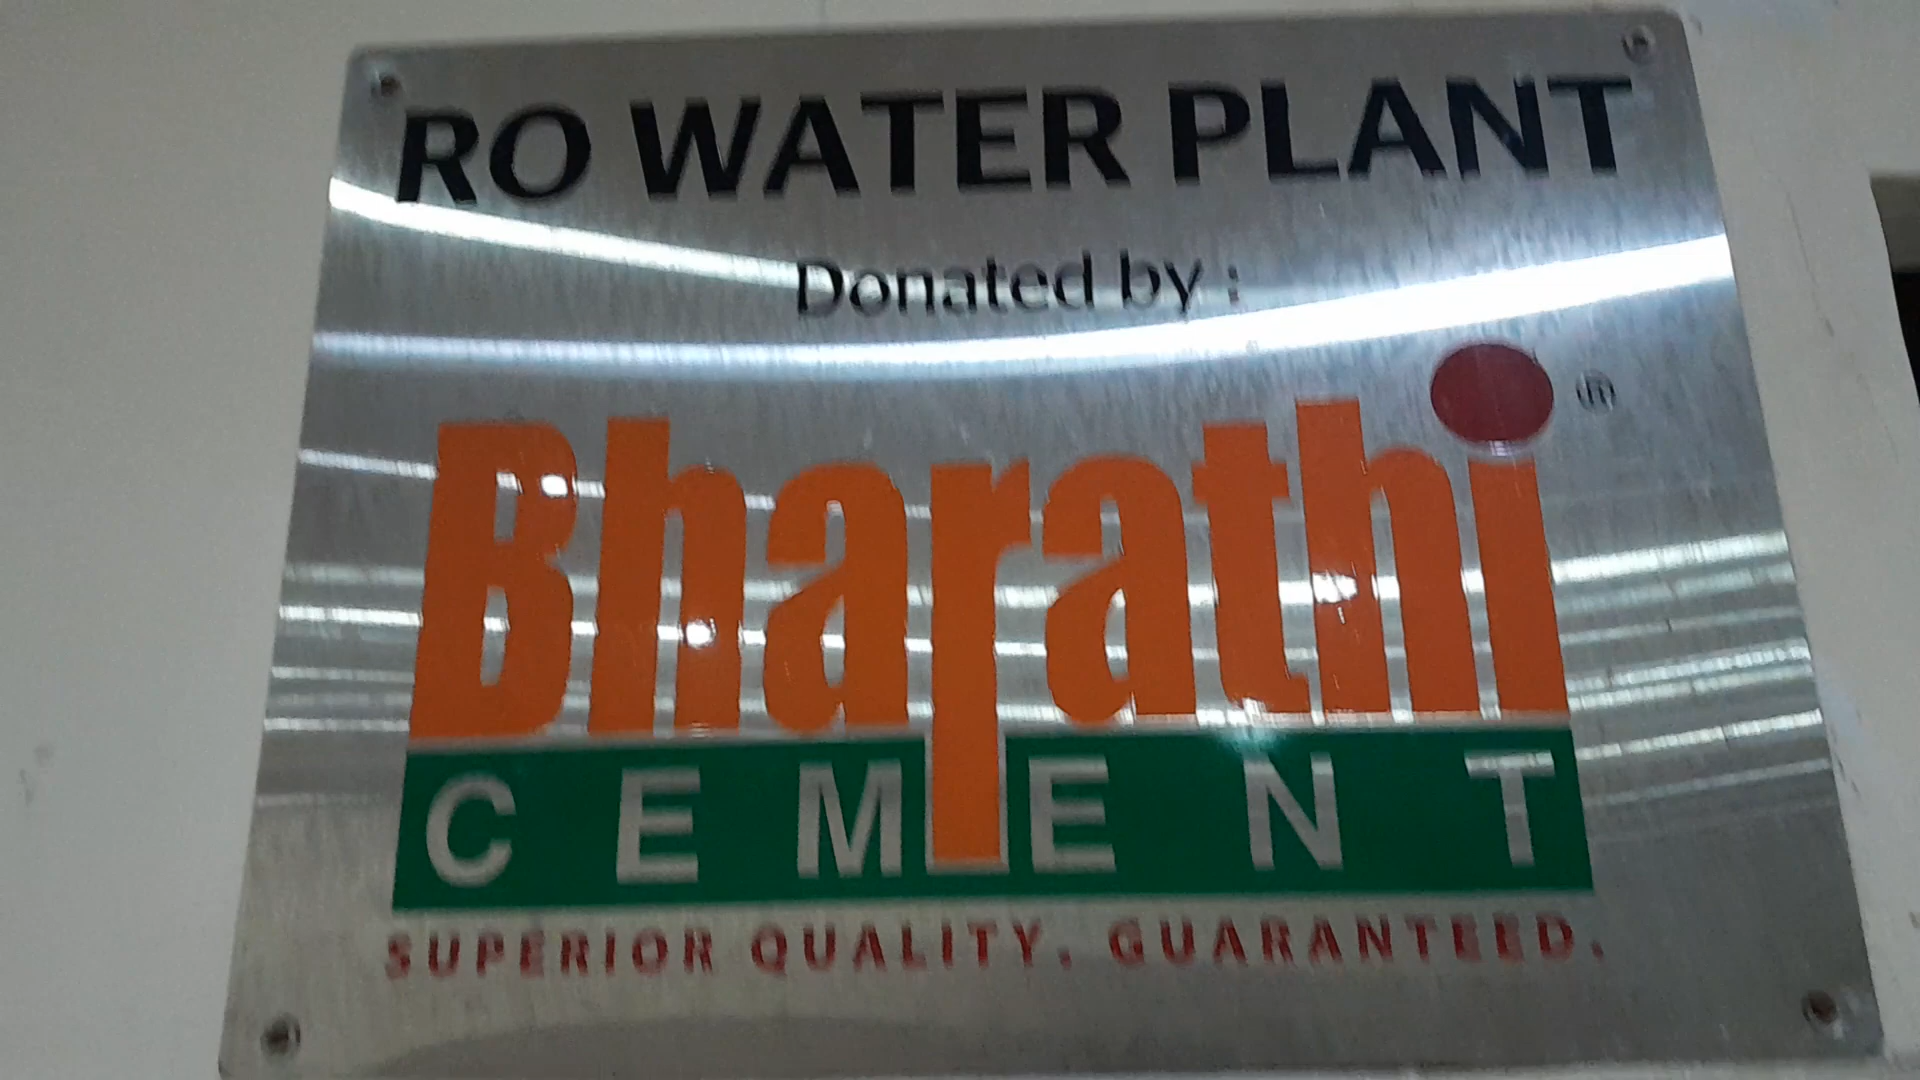 RO WATER PLANT
Donated by :
Bharathi ®
CEMENT
SUPERIOR QUALITY. GUARANTEED.